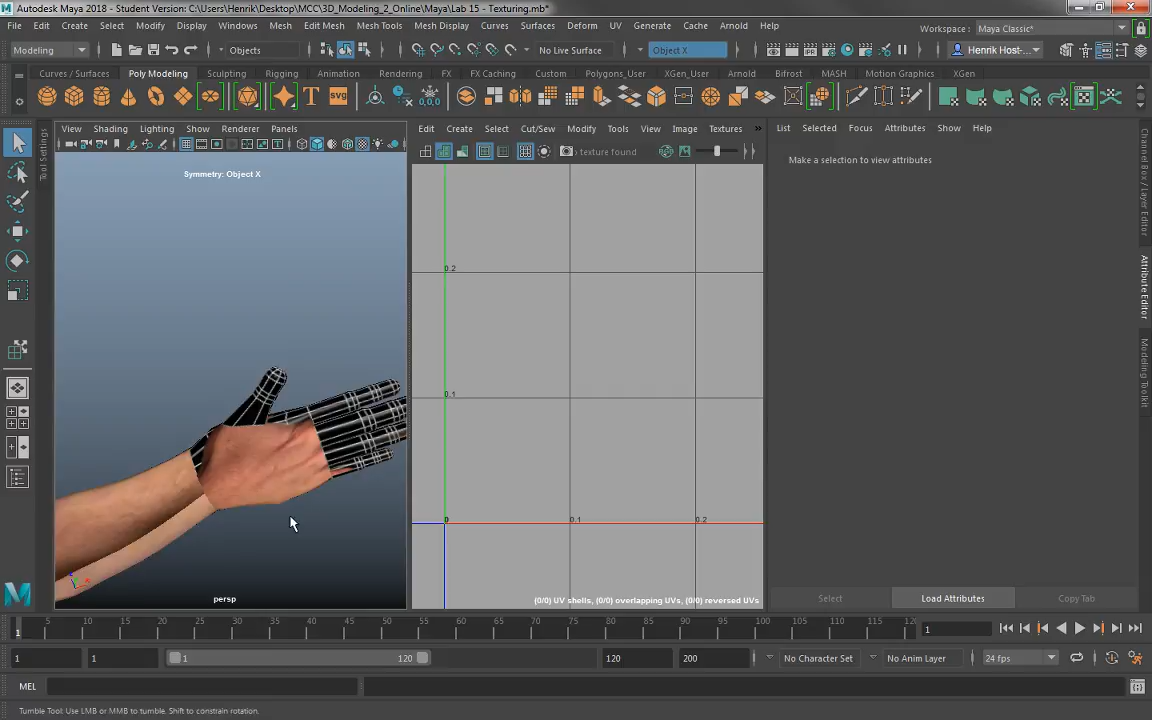 Autodesk Maya 2018 - Student Version: C:\Users\Henrik\Desktop\MCC\3D_Modeling_2_Online\Maya\Lab 15 - Texturing.mb*
File Edit Create Select Modify Display Windows Mesh Edit Mesh Mesh Tools Mesh Display Curves Surfaces Deform UV Generate Cache Arnold Help
Workspace : Maya Classic*
Modeling Objects No Live Surface Object X Henrik Host-...
Curves / Surfaces Poly Modeling Sculpting Rigging Animation Rendering FX FX Caching Custom Polygons_User XGen_User Arnold Bifrost MASH Motion Graphics XGen
T SVG 0,0,0
View Shading Lighting Show Renderer Panels
Edit Create Select Cut/Sew Modify Tools View Image Textures »
List Selected Focus Attributes Show Help
texture found
Make a selection to view attributes
Symmetry: Object X
Tool Settings
Channel Box / Layer Editor
Attribute Editor
Modeling Toolkit
0.2
0.1
0 0.1 0.2
persp
(0/0) UV shells, (0/0) overlapping UVs, (0/0) reversed UVs
Select Load Attributes Copy Tab
1 5 10 15 20 25 30 35 40 45 50 55 60 65 70 75 80 85 90 95 100 105 110 115 120 1
1 1 1 120 120 200 No Character Set No Anim Layer 24 fps
MEL
Tumble Tool: Use LMB or MMB to tumble. Shift to constrain rotation.